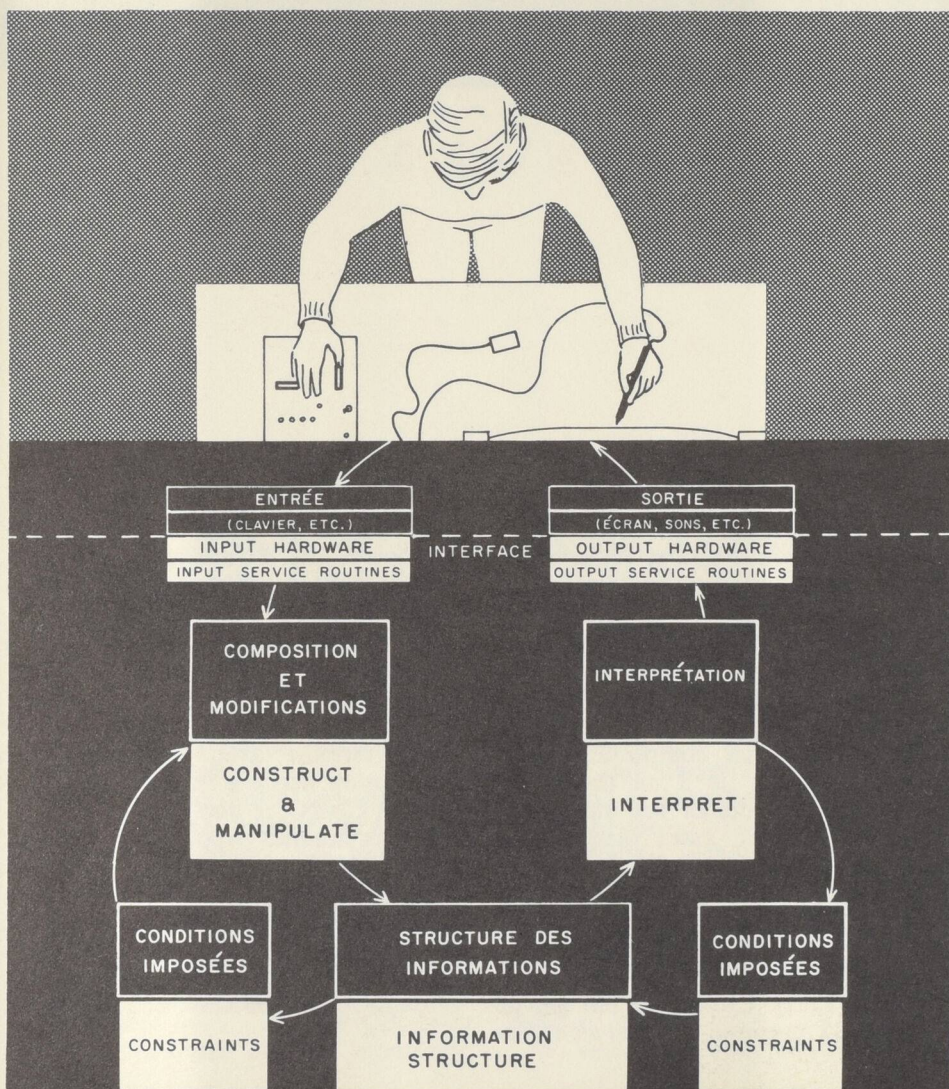 ENTRÉE
(CLAVIER, ETC.)
INPUT HARDWARE
INPUT SERVICE ROUTINES
INTERFACE
SORTIE
(ÉCRAN, SONS, ETC.)
OUTPUT HARDWARE
OUTPUT SERVICE ROUTINES
COMPOSITION
ET
MODIFICATIONS
CONSTRUCT
&
MANIPULATE
INTERPRÉTATION
INTERPRET
CONDITIONS
IMPOSÉES
CONSTRAINTS
STRUCTURE DES
INFORMATIONS
INFORMATION
STRUCTURE
CONDITIONS
IMPOSÉES
CONSTRAINTS